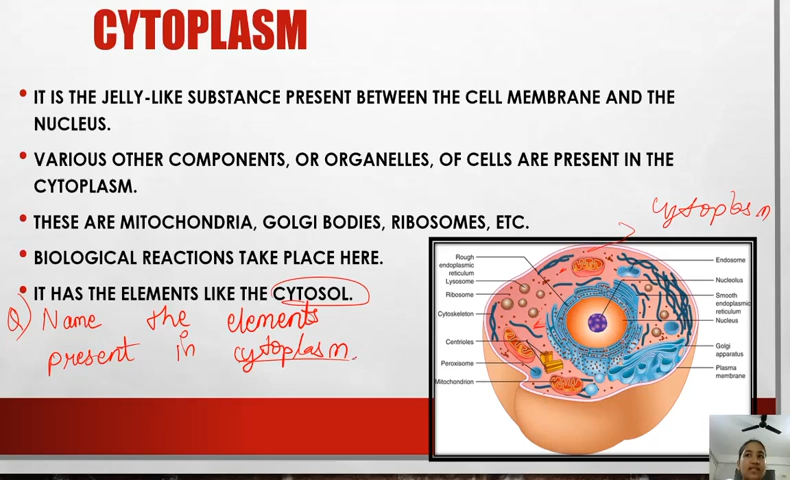 CYTOPLASM
• IT IS THE JELLY-LIKE SUBSTANCE PRESENT BETWEEN THE CELL MEMBRANE AND THE
NUCLEUS.
• VARIOUS OTHER COMPONENTS, OR ORGANELLES, OF CELLS ARE PRESENT IN THE
CYTOPLASM.
• THESE ARE MITOCHONDRIA, GOLGI BODIES, RIBOSOMES, ETC.
• BIOLOGICAL REACTIONS TAKE PLACE HERE.
• IT HAS THE ELEMENTS LIKE THE CYTOSOL.
Q) Name the elements
present in cytoplasm.
cytoplasm
Rough
endoplasmic
reticulum
Lysosome
Ribosome
Cytoskeleton
Centrioles
Peroxisome
Mitochondrion
Endosome
Nucleolus
Smooth
endoplasmic
reticulum
Nucleus
Golgi
apparatus
Plasma
membrane